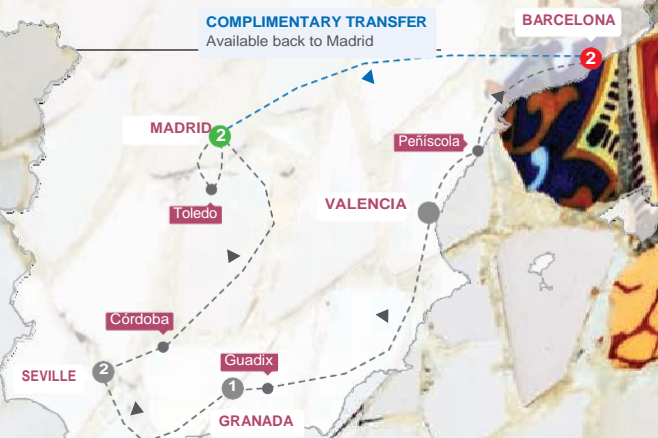 COMPLIMENTARY TRANSFER
Available back to Madrid
BARCELONA
2
MADRID
2
Peñíscola
Toledo
VALENCIA
Córdoba
SEVILLE
2
Guadix
1
GRANADA